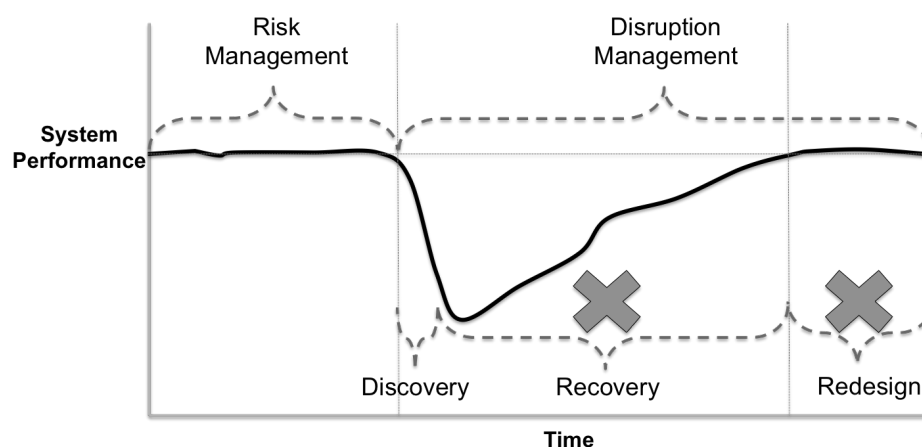 Risk
Management
Disruption
Management
System
Performance
Discovery
Recovery
Redesign
Time